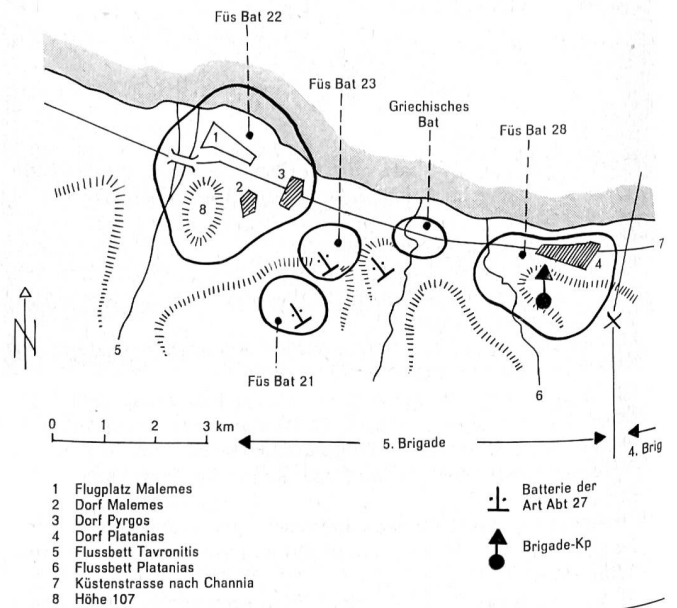 Füs Bat 22
Füs Bat 23
Griechisches
Bat
Füs Bat 28
1
2
3
8
4
7
5
Füs Bat 21
6
N
0 1 2 3 km
5. Brigade
4. Brig
1 Flugplatz Malemes
2 Dorf Malemes
3 Dorf Pyrgos
4 Dorf Platanias
5 Flussbett Tavronitis
6 Flussbett Platanias
7 Küstenstrasse nach Channia
8 Höhe 107
Batterie der
Art Abt 27
Brigade-Kp